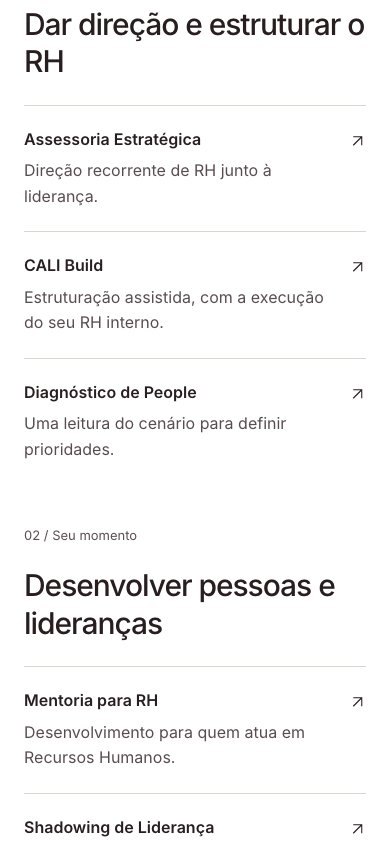 Dar direção e estruturar o
RH
Assessoria Estratégica
Direção recorrente de RH junto à
liderança.
CALI Build
Estruturação assistida, com a execução
do seu RH interno.
Diagnóstico de People
Uma leitura do cenário para definir
prioridades.
02 / Seu momento
Desenvolver pessoas e
lideranças
Mentoria para RH
Desenvolvimento para quem atua em
Recursos Humanos.
Shadowing de Liderança